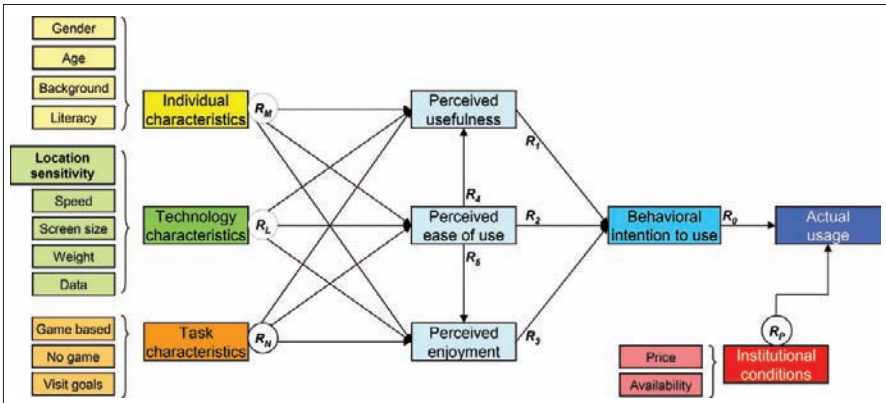 Gender
Age
Background
Literacy
Location
sensitivity
Speed
Screen size
Weight
Data
Game based
No game
Visit goals
Individual
characteristics
R_M
Technology
characteristics
R_L
Task
characteristics
R_N
Perceived
usefulness
R_1
R_4
Perceived
ease of use
R_2
R_5
Perceived
enjoyment
R_3
Behavioral
intention to use
R_0
Actual
usage
R_P
Price
Availability
Institutional
conditions